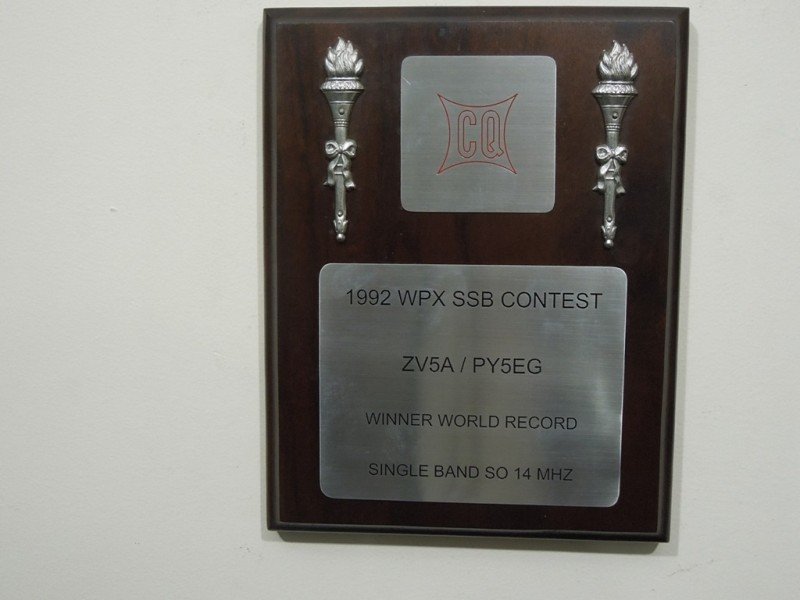 CQ
1992 WPX SSB CONTEST
ZV5A / PY5EG
WINNER WORLD RECORD
SINGLE BAND SO 14 MHZ